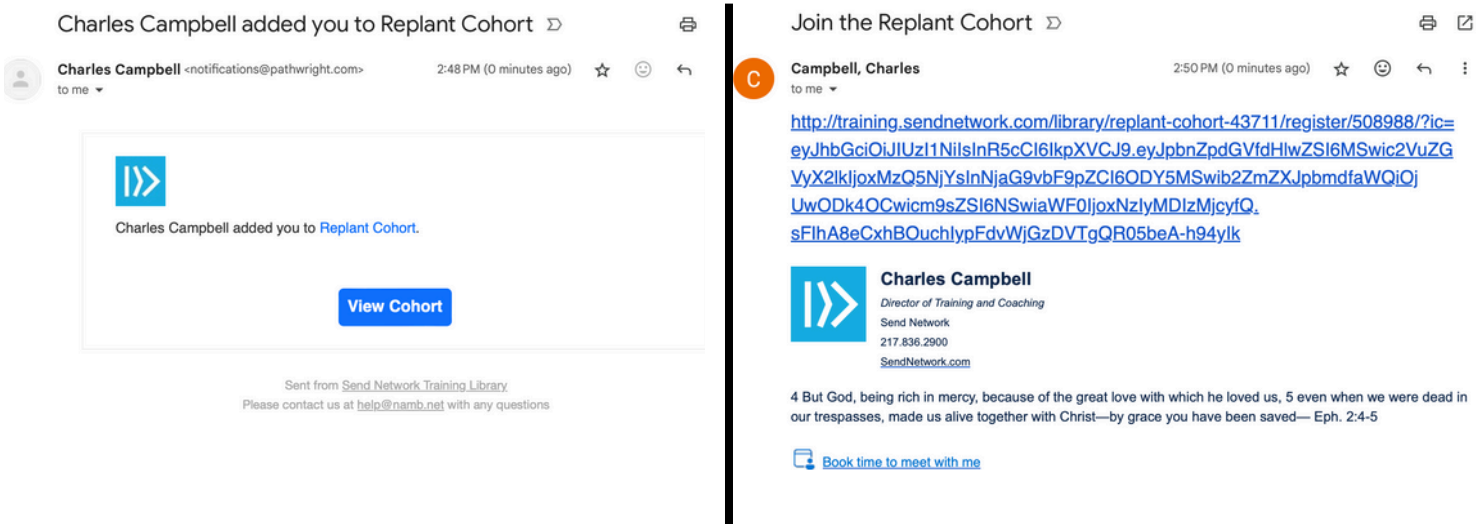 Charles Campbell added you to Replant Cohort
Charles Campbell <notifications@pathwright.com> 2:48 PM (0 minutes ago)
to me
Charles Campbell added you to Replant Cohort.
View Cohort
Sent from Send Network Training Library
Please contact us at help@namb.net with any questions
Join the Replant Cohort
C
Campbell, Charles 2:50 PM (0 minutes ago)
to me
http://training.sendnetwork.com/library/replant-cohort-43711/register/508988/?ic=
eyJhbGciOiJIUzI1NiIsInR5cCI6IkpXVCJ9.eyJpbnZpdGVfdHlwZSI6MSwic2VuZG
VyX2lkIjoxMzQ5NjYsInNjaG9vbF9pZCI6ODY5MSwib2ZmZXJpbmdfaWQiOj
UwODk4OCwicm9sZSI6NSwiaWF0IjoxNzIyMDIzMjcyfQ.
sFIhA8eCxhBOuchIypFdvWjGzDVTgQR05beA-h94yIk
Charles Campbell
Director of Training and Coaching
Send Network
217.836.2900
SendNetwork.com
4 But God, being rich in mercy, because of the great love with which he loved us, 5 even when we were dead in
our trespasses, made us alive together with Christ—by grace you have been saved— Eph. 2:4-5
Book time to meet with me